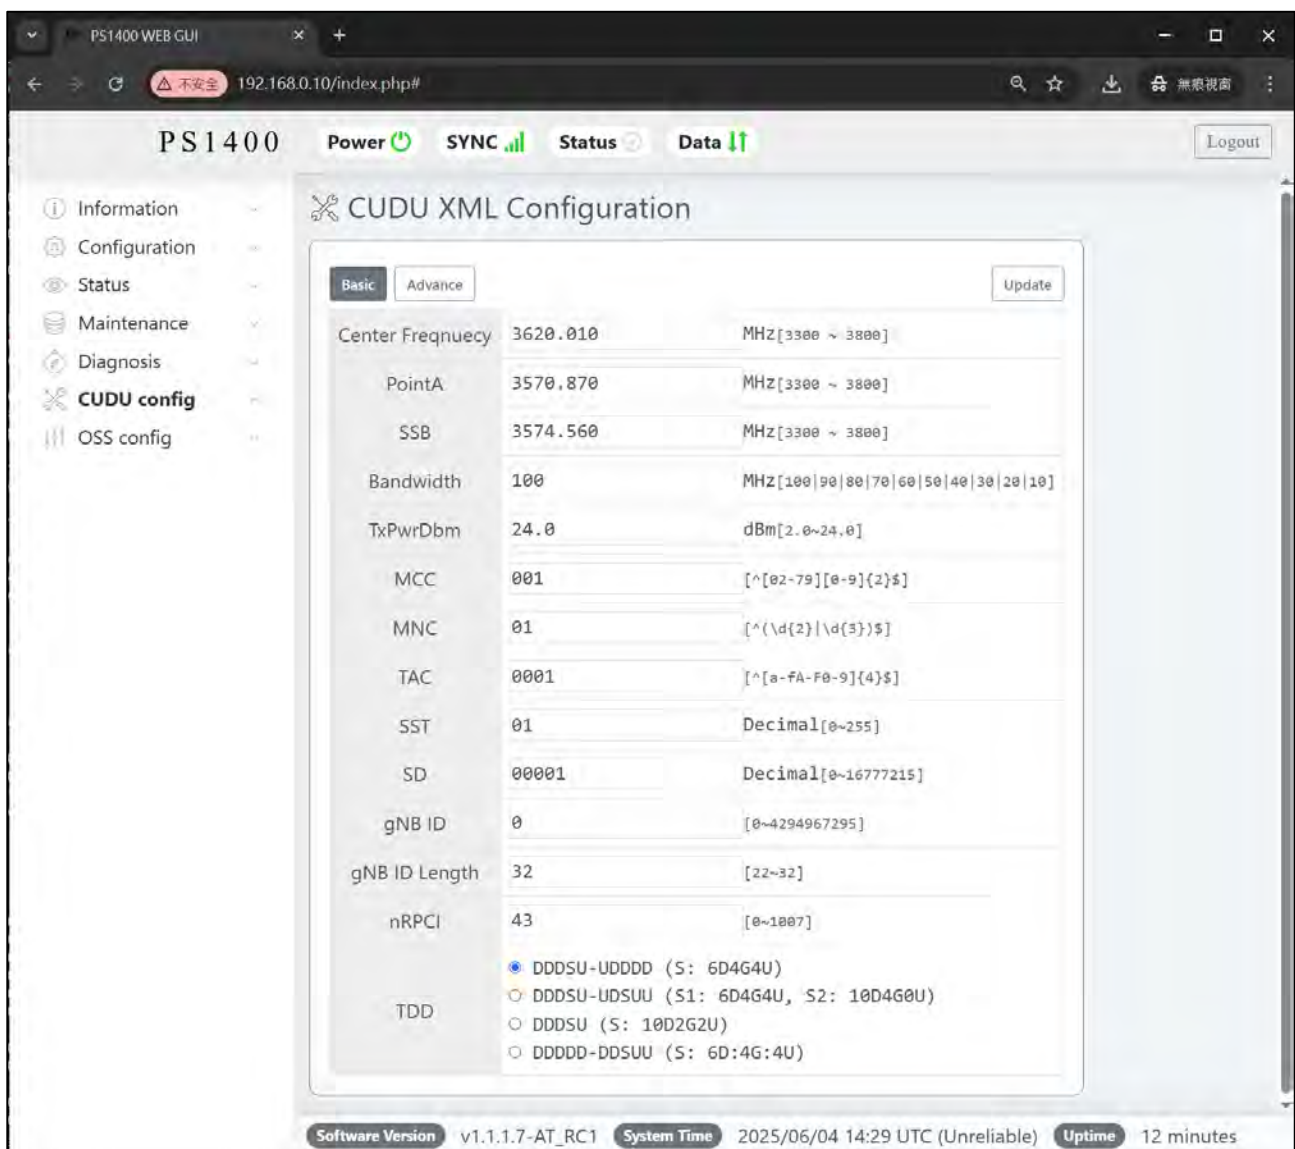 PS1400 WEB GUI
不安全 192.168.0.10/index.php# 無痕視窗
PS1400 Power SYNC Status Data Logout
Information
Configuration
Status
Maintenance
Diagnosis
CUDU config
OSS config
CUDU XML Configuration
Basic Advance Update
Center Freqnuecy 3620.010 MHz[3300 ~ 3800]
PointA 3570.870 MHz[3300 ~ 3800]
SSB 3574.560 MHz[3300 ~ 3800]
Bandwidth 100 MHz[100|90|80|70|60|50|40|30|20|10]
TxPwrDbm 24.0 dBm[2.0~24.0]
MCC 001 [^[02-79][0-9]{2}$]
MNC 01 [^(\d{2}|\d{3})$]
TAC 0001 [^[a-fA-F0-9]{4}$]
SST 01 Decimal[0~255]
SD 00001 Decimal[0~16777215]
gNB ID 0 [0~4294967295]
gNB ID Length 32 [22~32]
nRPCI 43 [0~1007]
TDD
DDDSU-UDDDD (S: 6D4G4U)
DDDSU-UDSUU (S1: 6D4G4U, S2: 10D4G0U)
DDDSU (S: 10D2G2U)
DDDDD-DDSUU (S: 6D:4G:4U)
Software Version v1.1.1.7-AT_RC1 System Time 2025/06/04 14:29 UTC (Unreliable) Uptime 12 minutes